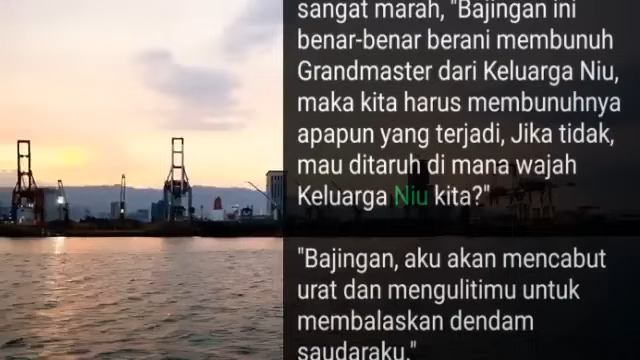 sangat marah, "Bajingan ini
benar-benar berani membunuh
Grandmaster dari Keluarga Niu,
maka kita harus membunuhnya
apapun yang terjadi, Jika tidak,
mau ditaruh di mana wajah
Keluarga Niu kita?"
"Bajingan, aku akan mencabut
urat dan mengulitimu untuk
membalaskan dendam
saudaraku."